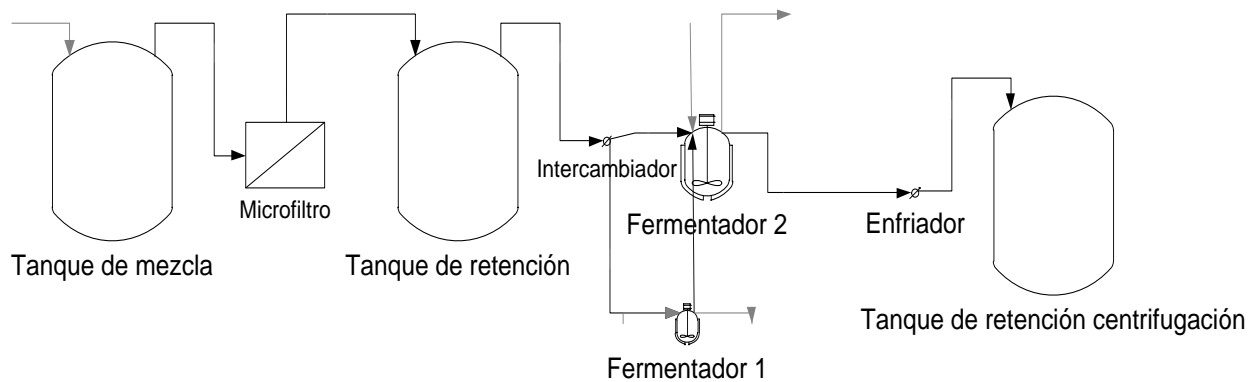 Intercambiador
Microfiltro
Fermentador 2
Enfriador
Tanque de mezcla
Tanque de retención
Tanque de retención centrifugación
Fermentador 1